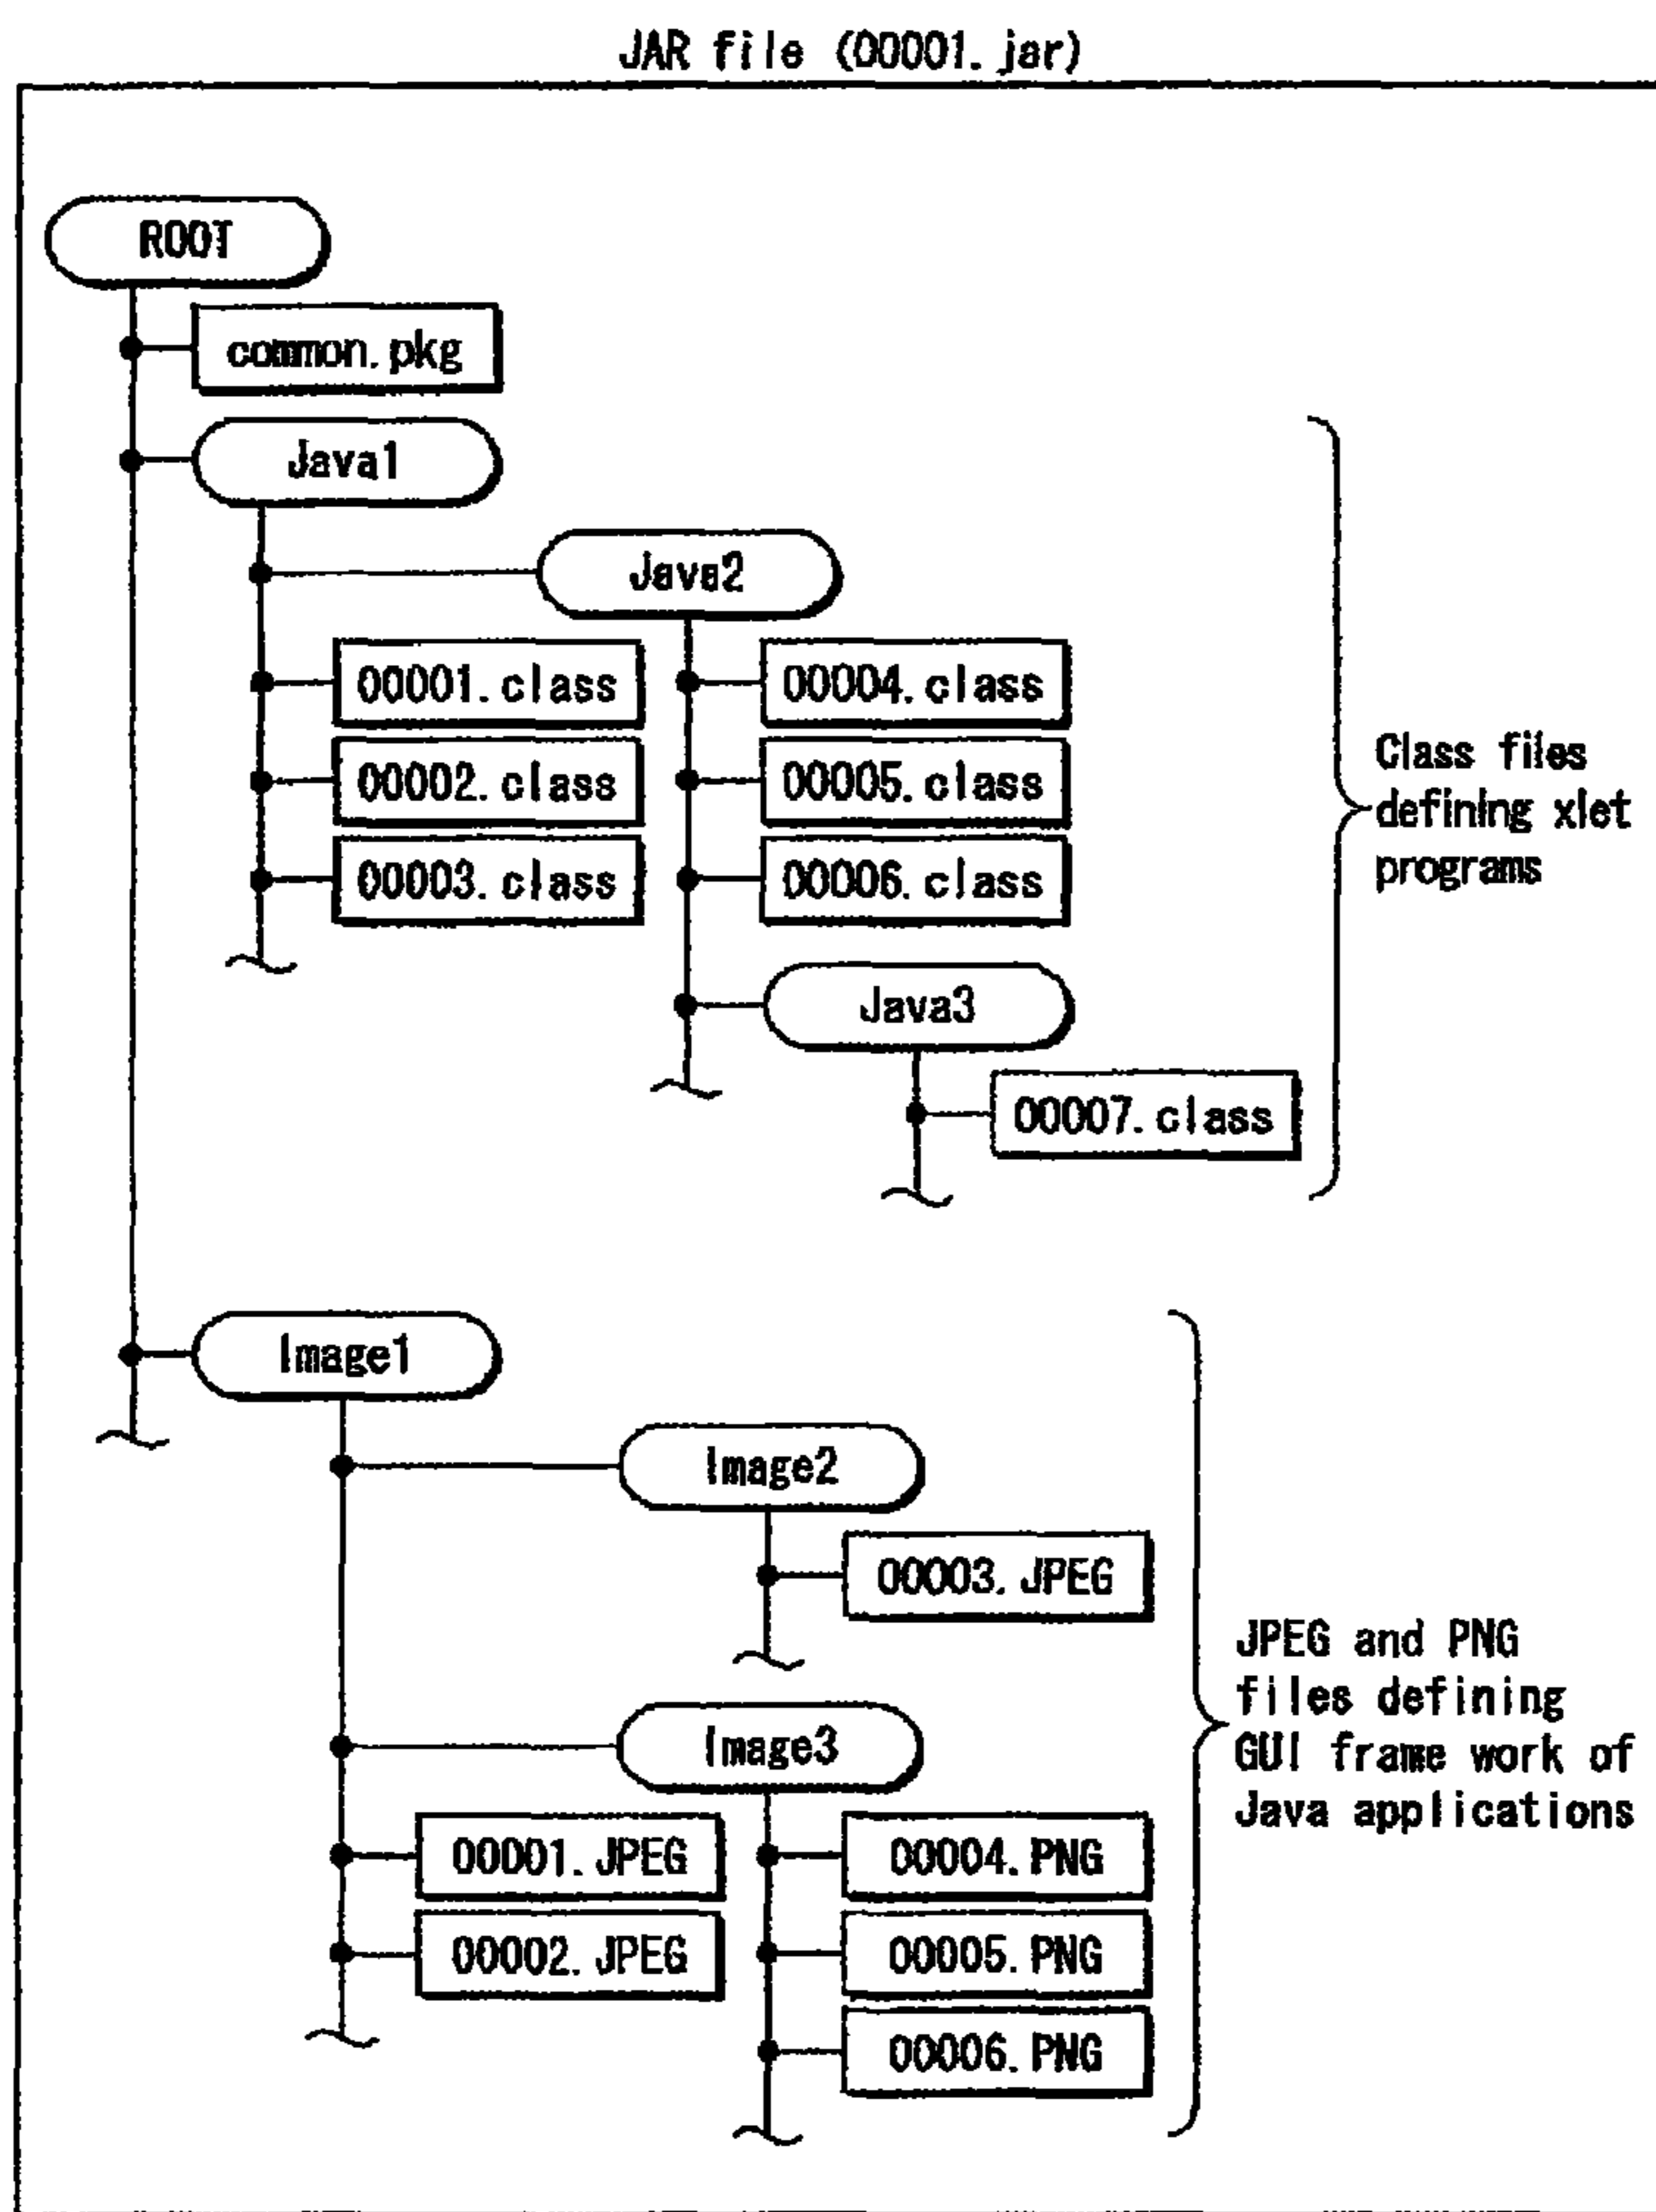 JAR file (00001.jar)
ROOT
common.pkg
Java1
Java2
00001.class
00004.class
00002.class
00005.class
00003.class
00006.class
Java3
00007.class
Class files
defining xlet
programs
Image1
Image2
00003.JPEG
Image3
00001.JPEG
00004.PNG
00002.JPEG
00005.PNG
00006.PNG
JPEG and PNG
files defining
GUI frame work of
Java applications